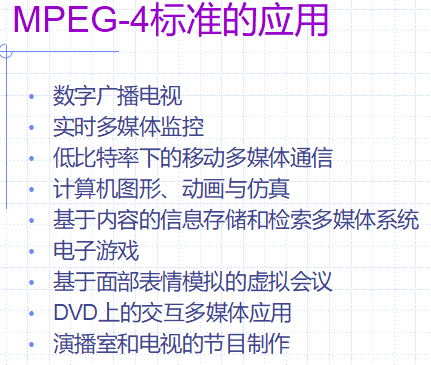 MPEG-4标准的应用
• 数字广播电视
• 实时多媒体监控
• 低比特率下的移动多媒体通信
• 计算机图形、动画与仿真
• 基于内容的信息存储和检索多媒体系统
• 电子游戏
• 基于面部表情模拟的虚拟会议
• DVD上的交互多媒体应用
• 演播室和电视的节目制作